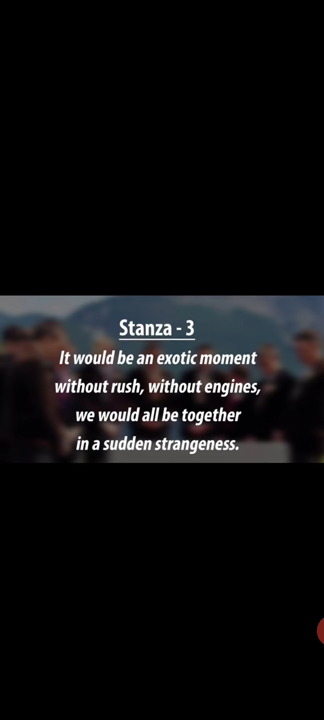 Stanza - 3
It would be an exotic moment
without rush, without engines,
we would all be together
in a sudden strangeness.